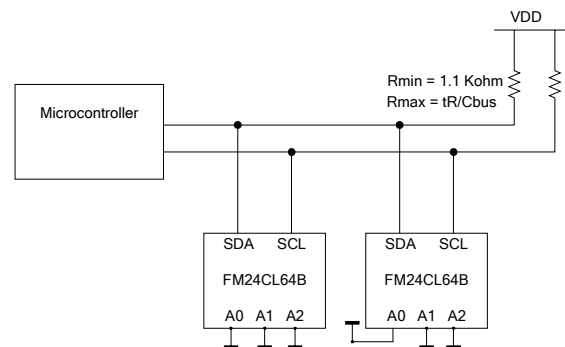 VDD
Rmin = 1.1 Kohm
Rmax = tR/Cbus
Microcontroller
SDA SCL
FM24CL64B
A0 A1 A2
SDA SCL
FM24CL64B
A0 A1 A2